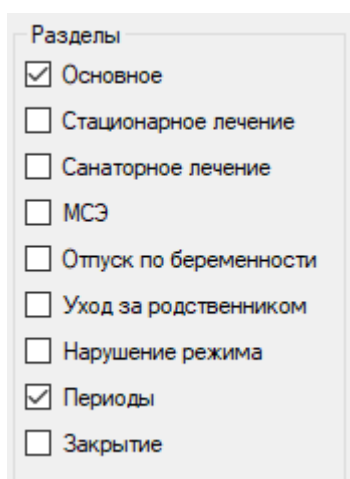 Разделы
Основное
Стационарное лечение
Санаторное лечение
МСЭ
Отпуск по беременности
Уход за родственником
Нарушение режима
Периоды
Закрытие